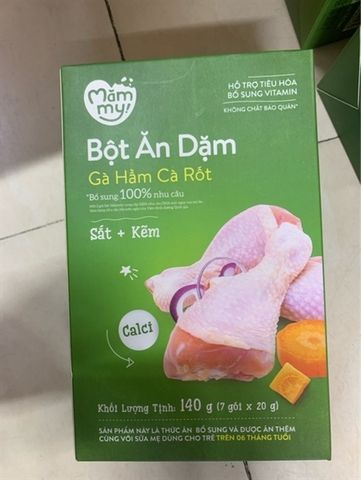 Măm
my!
HỖ TRỢ TIÊU HÓA
BỔ SUNG VITAMIN
KHÔNG CHẤT BẢO QUẢN*
Bột Ăn Dặm
Gà Hầm Cà Rốt
*Bổ sung 100% nhu cầu
Sắt + Kẽm
Calci
Khối Lượng Tịnh: 140 g (7 gói x 20 g)
SẢN PHẨM NÀY LÀ THỨC ĂN BỔ SUNG VÀ ĐƯỢC ĂN THÊM
CÙNG VỚI SỮA MẸ DÙNG CHO TRẺ TRÊN 06 THÁNG TUỔI